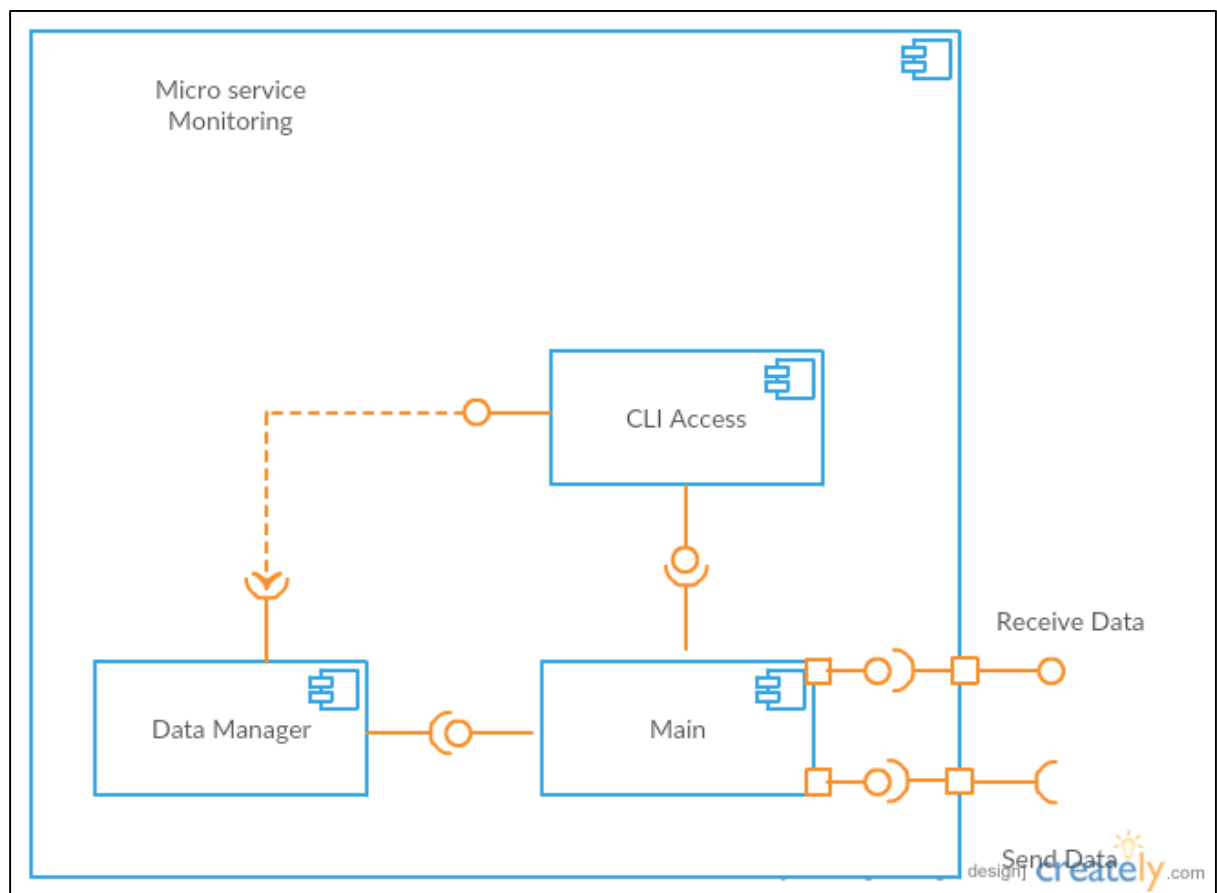 Micro service
Monitoring
CLI Access
Receive Data
Data Manager
Main
Send Data
design] creately.com